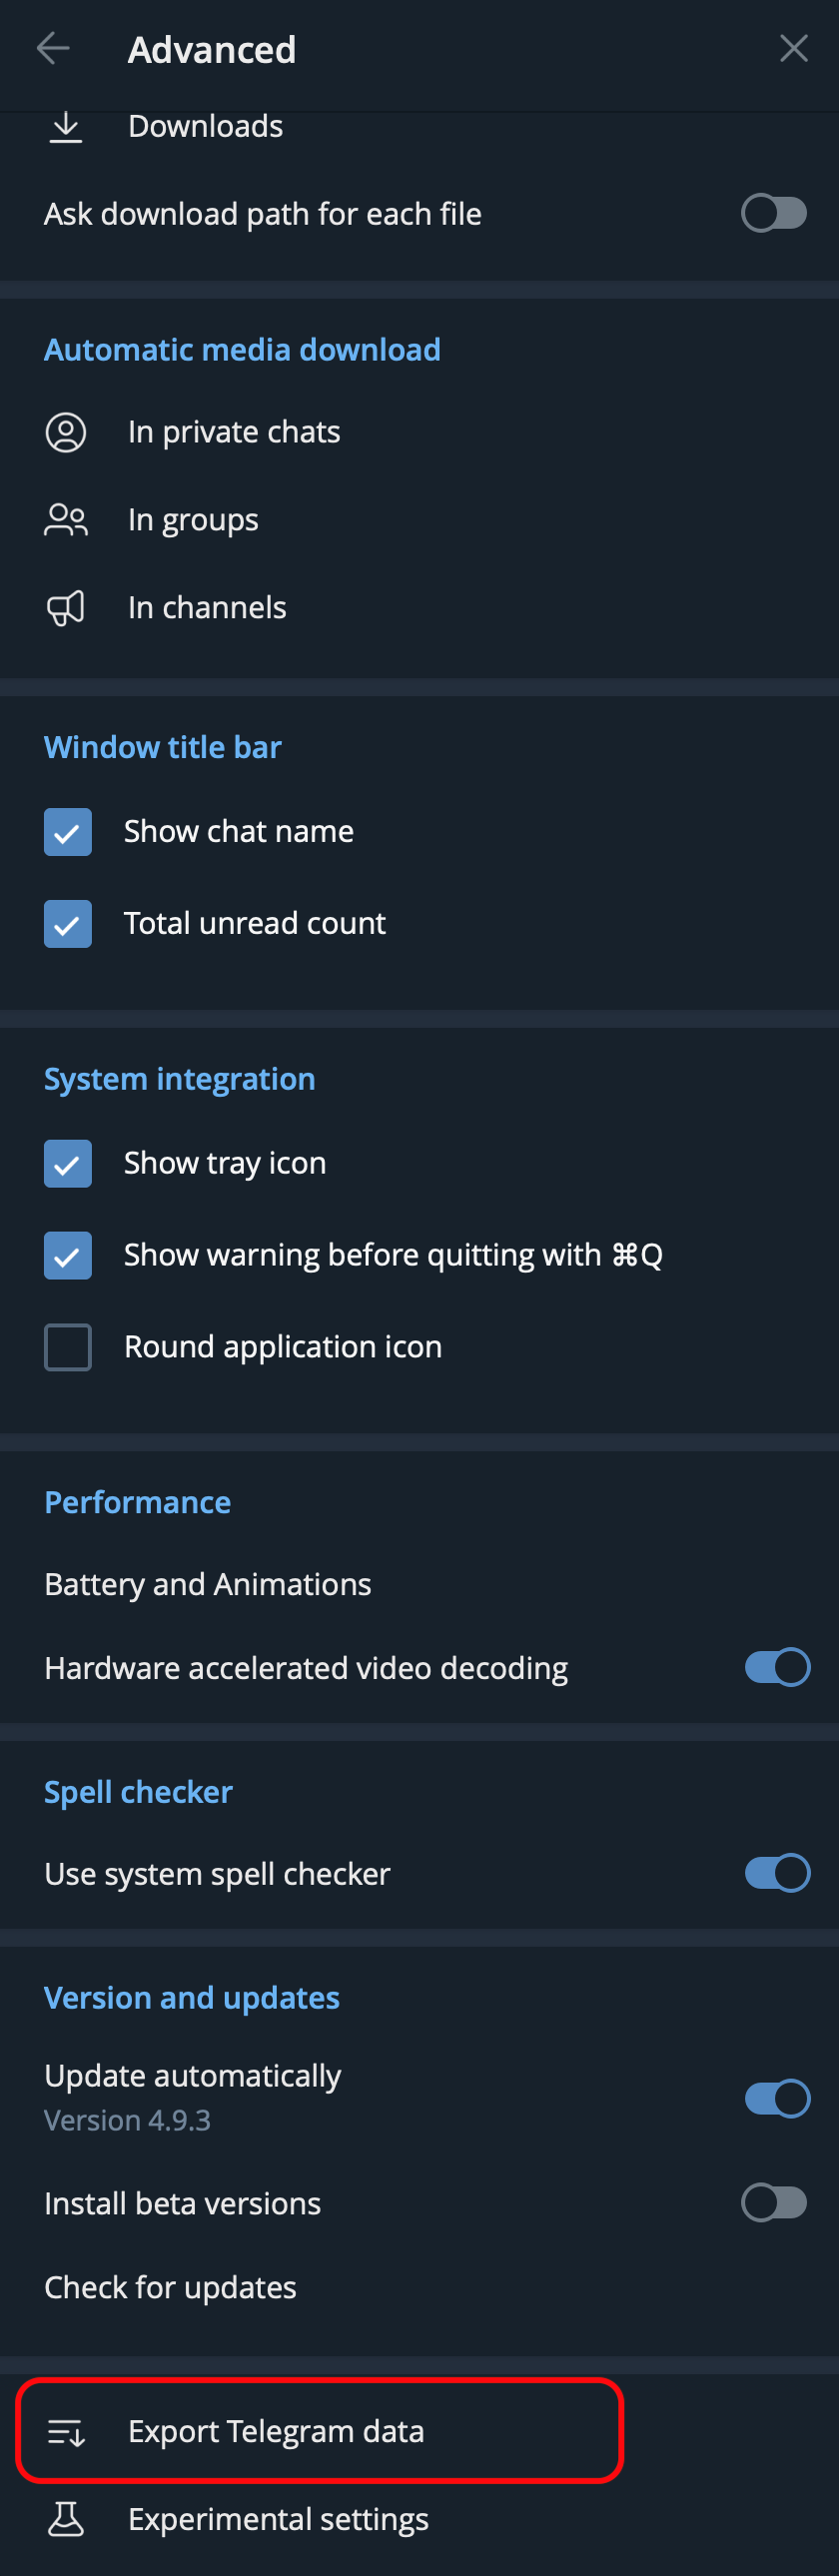 Advanced
Downloads
Ask download path for each file
Automatic media download
In private chats
In groups
In channels
Window title bar
Show chat name
Total unread count
System integration
Show tray icon
Show warning before quitting with ⌘Q
Round application icon
Performance
Battery and Animations
Hardware accelerated video decoding
Spell checker
Use system spell checker
Version and updates
Update automatically
Version 4.9.3
Install beta versions
Check for updates
Export Telegram data
Experimental settings